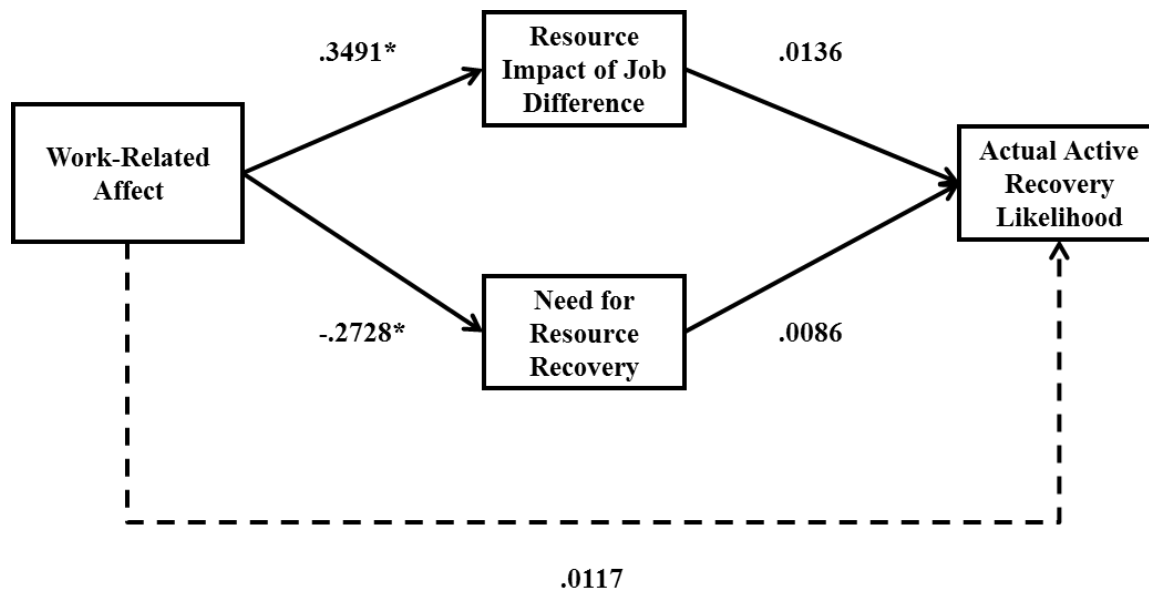 .3491*
Resource
Impact of Job
Difference
.0136
Work-Related
Affect
Actual Active
Recovery
Likelihood
-.2728*
Need for
Resource
Recovery
.0086
.0117